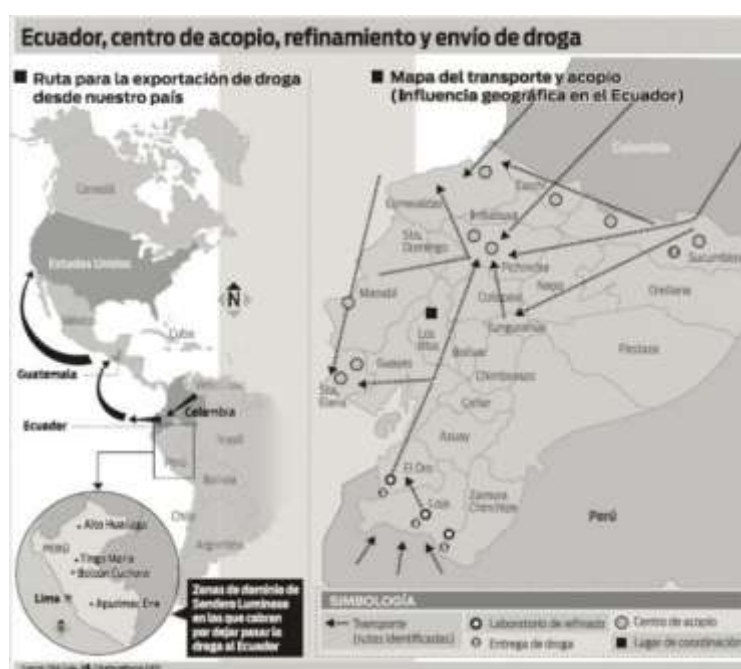 Ecuador, centro de acopio, refinamiento y envío de droga
Ruta para la exportación de droga
desde nuestro país
Canadá
Estados Unidos
México
Cuba
N
Guatemala
Venezuela
Colombia
Ecuador
Brasil
Perú
Bolivia
Chile
Argentina
Alto Huallaga
PERÚ
Tingo María
Lima
Apurímac Ene
Zonas de dominio de
Sendero Luminoso
en las que cobran
por dejar pasar la
droga al Ecuador
Mapa del transporte y acopio
(Influencia geográfica en el Ecuador)
Colombia
Esmeraldas
Carchi
Imbabura
Sto.
Domingo
Sucumbíos
Pichincha
Napo
Orellana
Manabí
Cotopaxi
Los
Ríos
Tungurahua
Pastaza
Bolívar
Guayas
Sta.
Elena
Chimborazo
Cañar
Azuay
El Oro
Loja
Zamora
Chinchipe
Perú
SIMBOLOGÍA
Transporte
(rutas identificadas)
Laboratorio de refinado
Entrega de droga
Centro de acopio
Lugar de coordinación